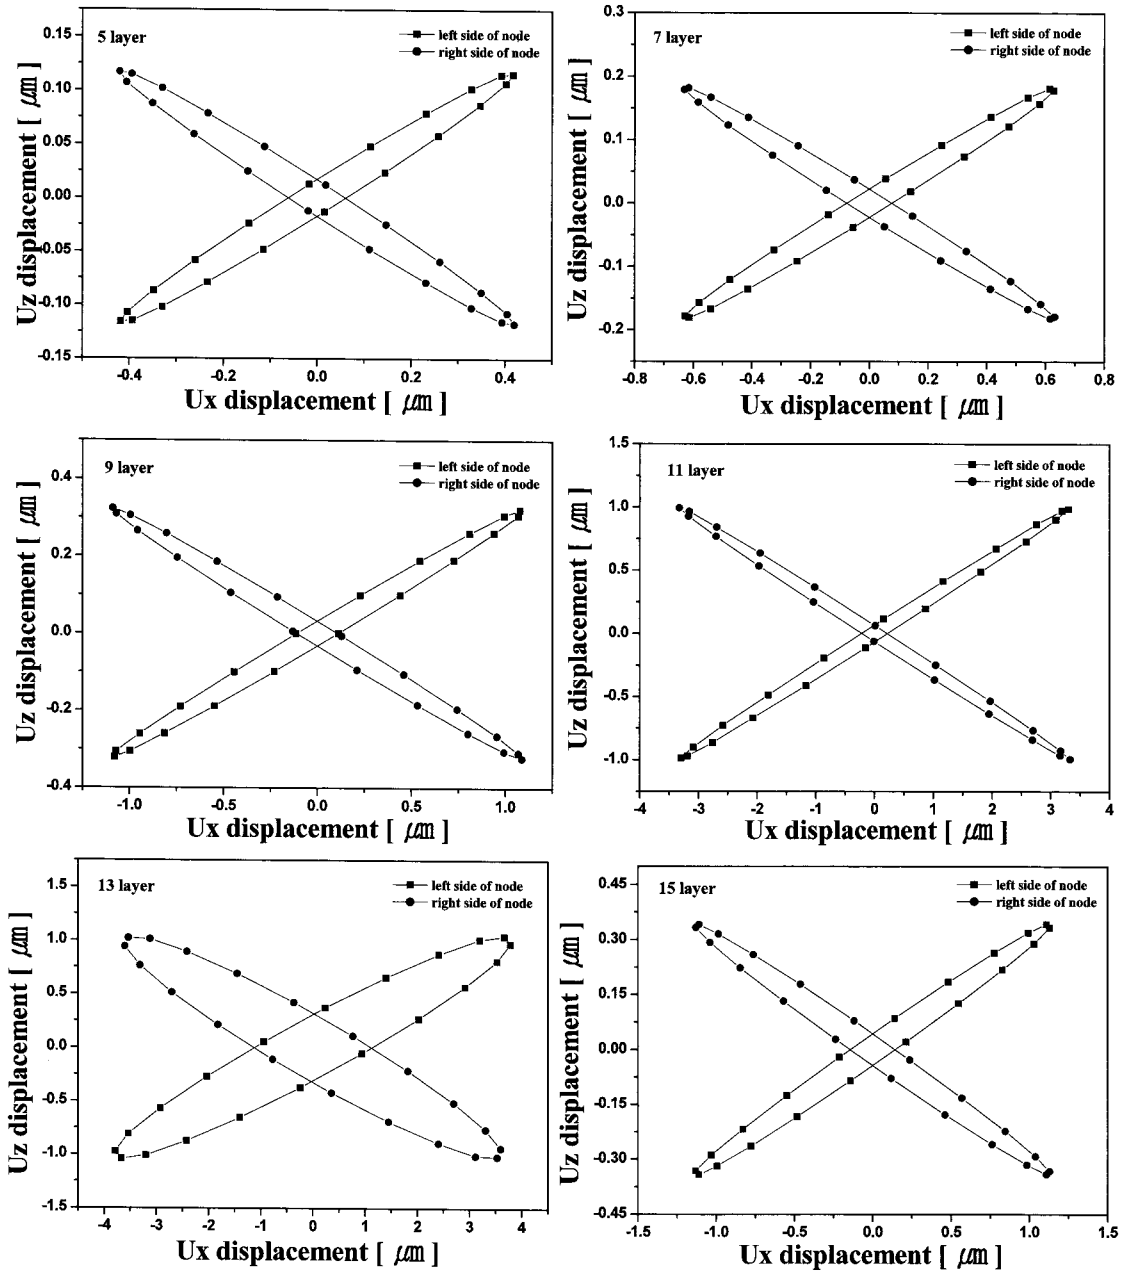 5 layer
left side of node
right side of node
0.15
0.10
0.05
0.00
-0.05
-0.10
-0.15
-0.4 -0.2 0.0 0.2 0.4
Uz displacement [ ㎛ ]
Ux displacement [ ㎛ ]
7 layer
left side of node
right side of node
0.3
0.2
0.1
0.0
-0.1
-0.2
-0.8 -0.6 -0.4 -0.2 0.0 0.2 0.4 0.6 0.8
Uz displacement [ ㎛ ]
Ux displacement [ ㎛ ]
9 layer
left side of node
right side of node
0.4
0.2
0.0
-0.2
-0.4
-1.0 -0.5 0.0 0.5 1.0
Uz displacement [ ㎛ ]
Ux displacement [ ㎛ ]
11 layer
left side of node
right side of node
1.5
1.0
0.5
0.0
-0.5
-1.0
-4 -3 -2 -1 0 1 2 3 4
Uz displacement [ ㎛ ]
Ux displacement [ ㎛ ]
13 layer
left side of node
right side of node
1.5
1.0
0.5
0.0
-0.5
-1.0
-1.5
-4 -3 -2 -1 0 1 2 3 4
Uz displacement [ ㎛ ]
Ux displacement [ ㎛ ]
15 layer
left side of node
right side of node
0.45
0.30
0.15
0.00
-0.15
-0.30
-0.45
-1.5 -1.0 -0.5 0.0 0.5 1.0 1.5
Uz displacement [ ㎛ ]
Ux displacement [ ㎛ ]